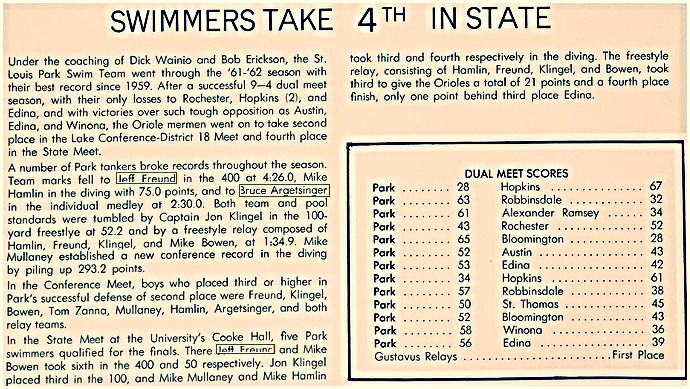 SWIMMERS TAKE 4TH IN STATE
Under the coaching of Dick Wainio and Bob Erickson, the St.
Louis Park Swim Team went through the '61-'62 season with
their best record since 1959. After a successful 9—4 dual meet
season, with their only losses to Rochester, Hopkins (2), and
Edina, and with victories over such tough opposition as Austin,
Edina, and Winona, the Oriole mermen went on to take second
place in the Lake Conference-District 18 Meet and fourth place
in the State Meet.
A number of Park tankers broke records throughout the season.
Team marks fell to Jeff Freund in the 400 at 4:26.0, Mike
Hamlin in the diving with 75.0 points, and to Bruce Argetsinger
in the individual medley at 2:30.0. Both team and pool
standards were tumbled by Captain Jon Klingel in the 100-
yard freestlye at 52.2 and by a freestyle relay composed of
Hamlin, Freund, Klingel, and Mike Bowen, at 1:34.9. Mike
Mullaney established a new conference record in the diving
by piling up 293.2 points.
In the Conference Meet, boys who placed third or higher in
Park's successful defense of second place were Freund, Klingel,
Bowen, Tom Zanna, Mullaney, Hamlin, Argetsinger, and both
relay teams.
In the State Meet at the University's Cooke Hall, five Park
swimmers qualified for the finals. There Jeff Freund and Mike
Bowen took sixth in the 400 and 50 respectively. Jon Klingel
placed third in the 100, and Mike Mullaney and Mike Hamlin
took third and fourth respectively in the diving. The freestyle
relay, consisting of Hamlin, Freund, Klingel, and Bowen, took
third to give the Orioles a total of 21 points and a fourth place
finish, only one point behind third place Edina.
DUAL MEET SCORES
Park ........ 28 Hopkins .................. 67
Park ........ 63 Robbinsdale .............. 32
Park ........ 61 Alexander Ramsey ......... 34
Park ........ 43 Rochester ................ 52
Park ........ 65 Bloomington .............. 28
Park ........ 52 Austin ................... 43
Park ........ 53 Edina .................... 42
Park ........ 34 Hopkins .................. 61
Park ........ 57 Robbinsdale .............. 38
Park ........ 50 St. Thomas ............... 45
Park ........ 52 Bloomington .............. 43
Park ........ 58 Winona ................... 36
Park ........ 56 Edina .................... 39
Gustavus Relays .......................... First Place